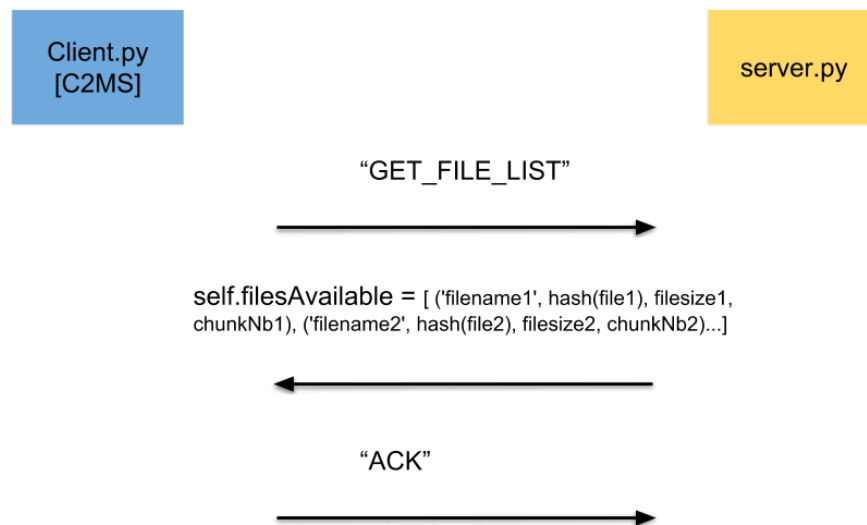 Client.py
[C2MS]
server.py
“GET_FILE_LIST”
self.filesAvailable = [ ('filename1', hash(file1), filesize1,
chunkNb1), ('filename2', hash(file2), filesize2, chunkNb2)...]
“ACK”